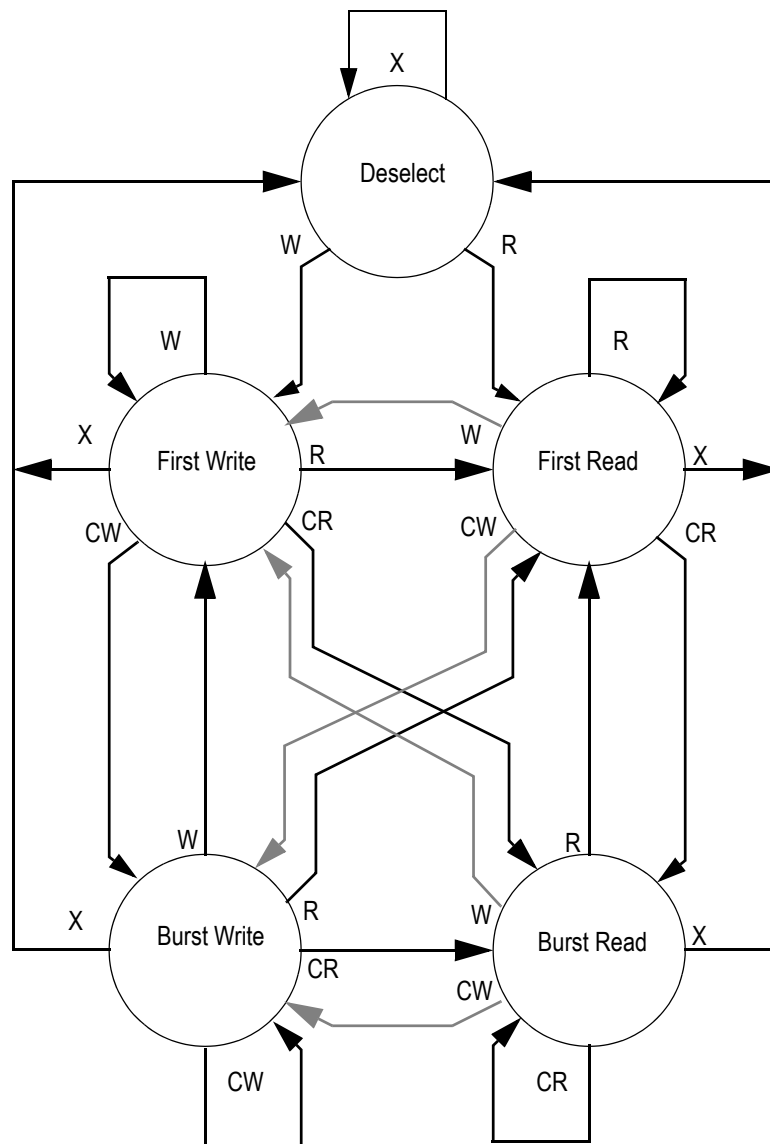 X
Deselect
W
R
W
R
X
W
First Write
First Read
R
X
CW
CR
CW
CR
W
R
X
R
W
Burst Write
Burst Read
X
CR
CW
CW
CR